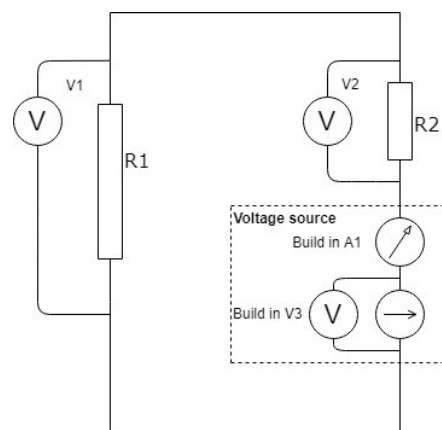 V1
V
R1
V2
V
R2
Voltage source
Build in A1
Build in V3
V